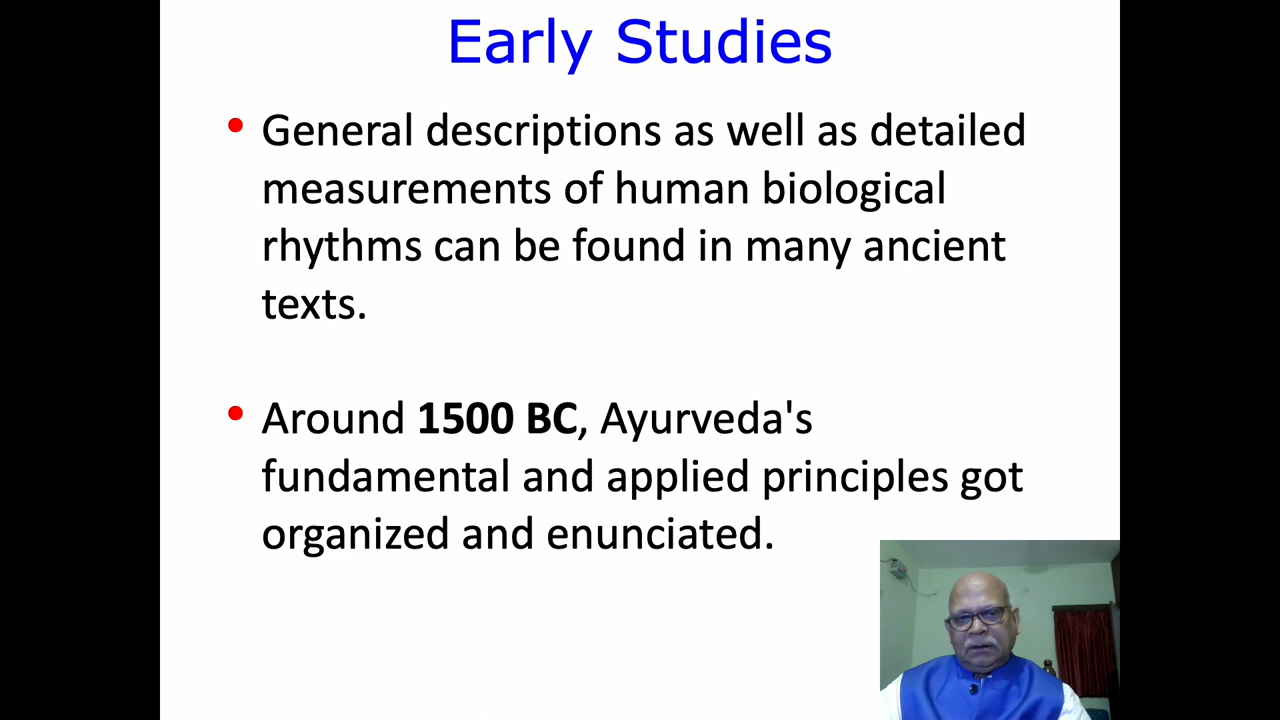 Early Studies
• General descriptions as well as detailed
measurements of human biological
rhythms can be found in many ancient
texts.
• Around 1500 BC, Ayurveda's
fundamental and applied principles got
organized and enunciated.